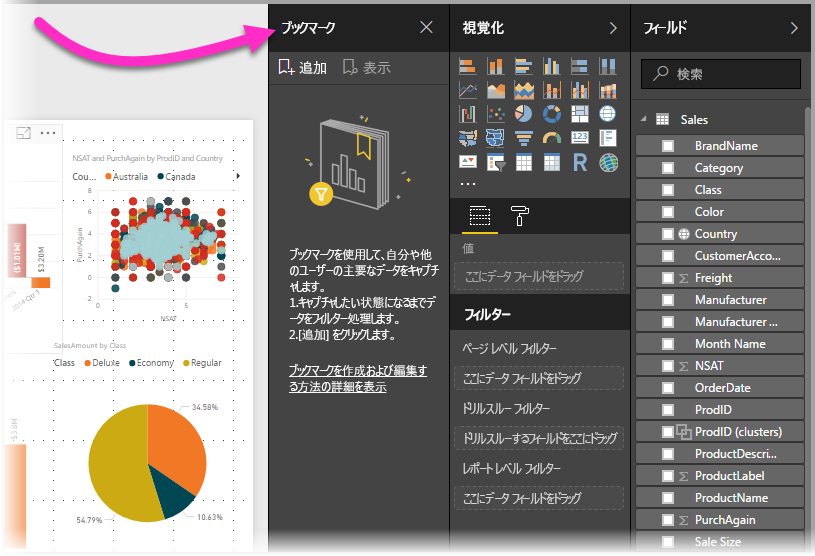 ブックマーク
追加
表示
ブックマークを使用して、自分や他
のユーザーの主要なデータをキャプチ
ャします。
1.キャプチャしたい状態になるまでデ
ータをフィルター処理します。
2.[追加] をクリックします。
ブックマークを作成および編集す
る方法の詳細を表示
視覚化
123
R
値
ここにデータ フィールドをドラッグ
フィルター
ページ レベル フィルター
ここにデータ フィールドをドラッグ
ドリルスルー フィルター
ドリルスルーするフィールドをここにドラッグ
レポート レベル フィルター
ここにデータ フィールドをドラッグ
フィールド
検索
Sales
BrandName
Category
Class
Color
Country
CustomerAcco...
Freight
Manufacturer
Manufacturer ...
Month Name
NSAT
OrderDate
ProdID
ProdID (clusters)
ProductDescri...
ProductLabel
ProductName
PurchAgain
Sale Size
NSAT and PurchAgain by ProdID and Country
Cou... Australia Canada
8
6
4
2
0
-2
PurchAgain
0
5
NSAT
($1.01M)
$3.20M
2014 Qtr 1
SalesAmount by Class
Class Deluxe Economy Regular
34.58%
10.63%
54.79%